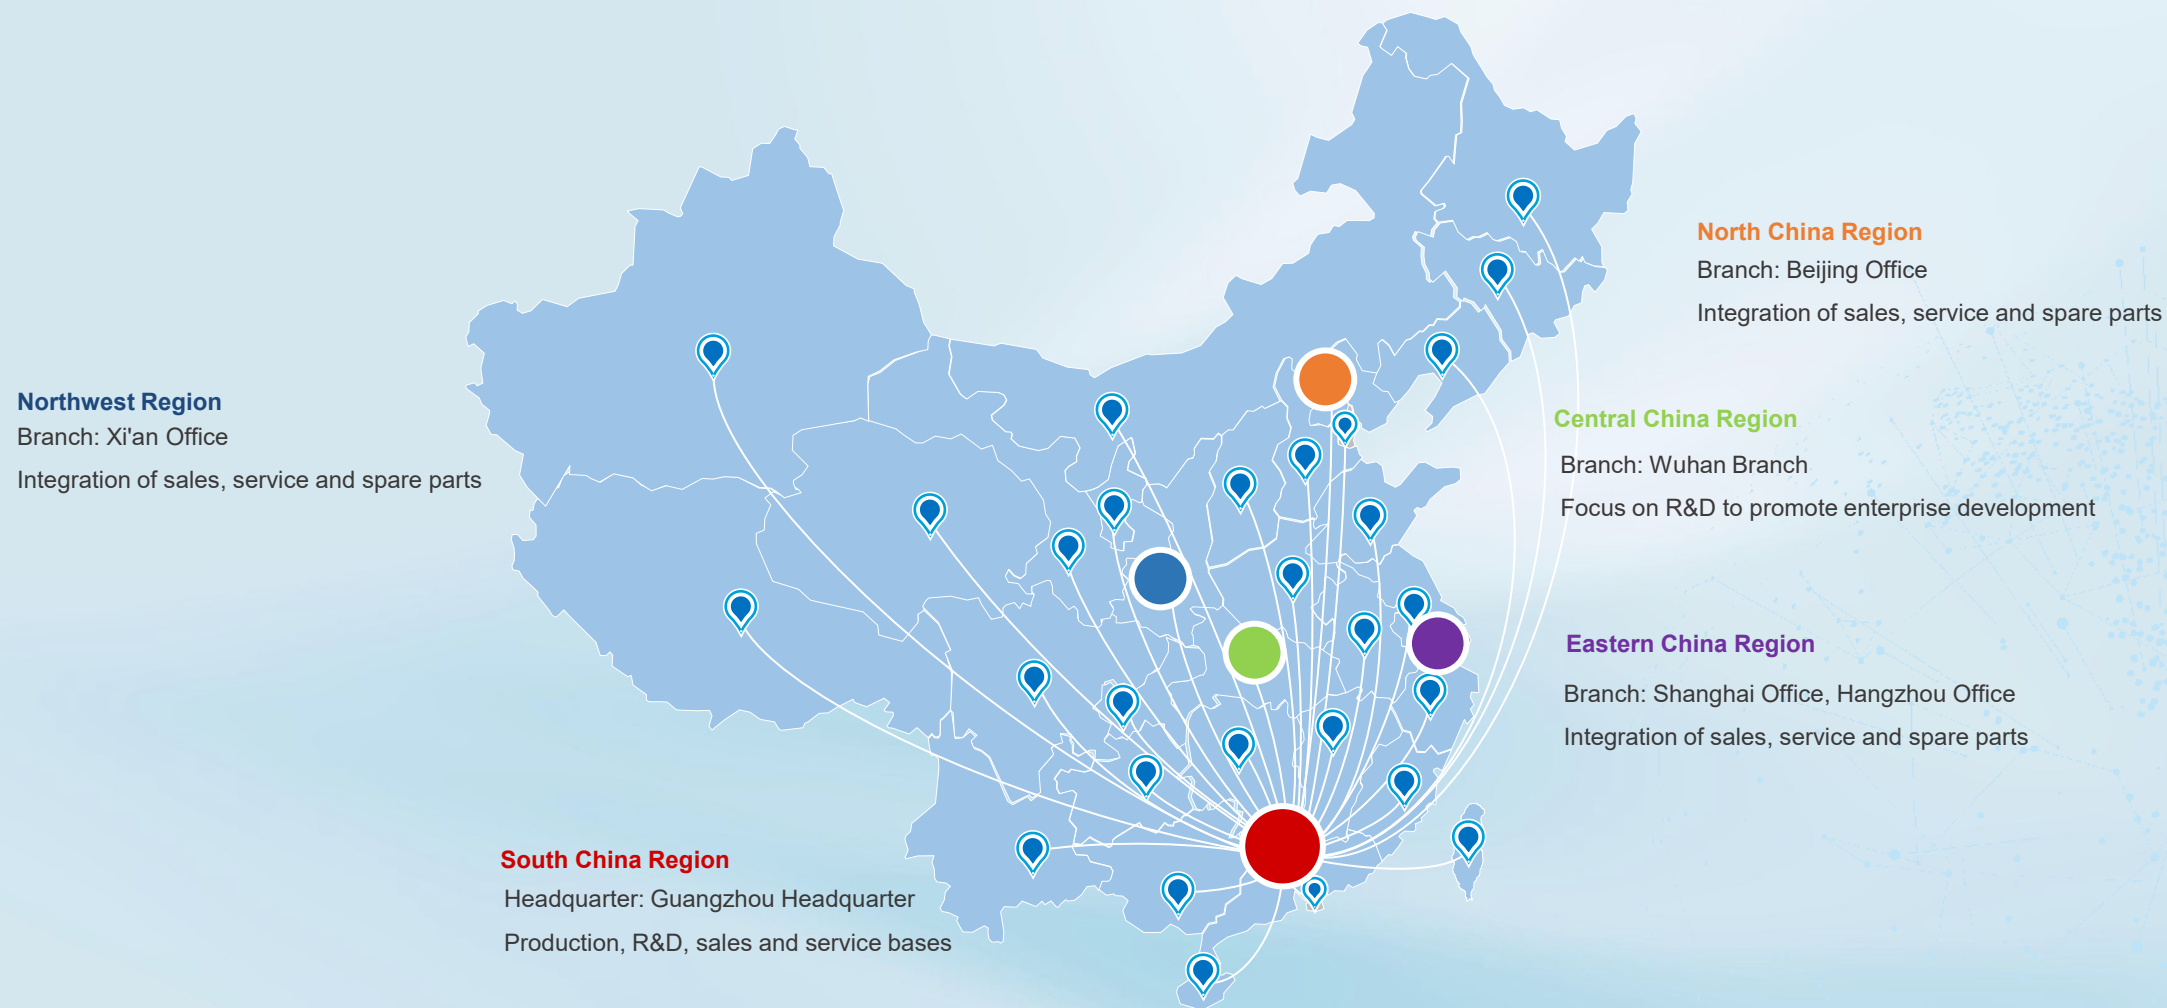 North China Region
Branch: Beijing Office
Integration of sales, service and spare parts
Northwest Region
Branch: Xi'an Office
Integration of sales, service and spare parts
Central China Region
Branch: Wuhan Branch
Focus on R&D to promote enterprise development
Eastern China Region
Branch: Shanghai Office, Hangzhou Office
Integration of sales, service and spare parts
South China Region
Headquarter: Guangzhou Headquarter
Production, R&D, sales and service bases